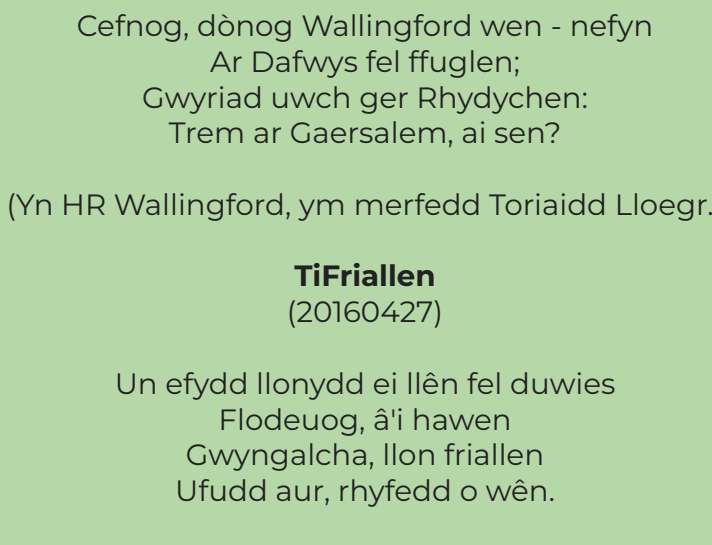 Cefnog, dònog Wallingford wen - nefyn
Ar Dafwys fel ffuglen;
Gwyriad uwch ger Rhydychen:
Trem ar Gaersalem, ai sen?
(Yn HR Wallingford, ym merfedd Toriaidd Lloegr.
TiFriallen
(20160427)
Un efydd llonydd ei llên fel duwies
Flodeuog, â'i hawen
Gwyngalcha, llon friallen
Ufudd aur, rhyfedd o wên.